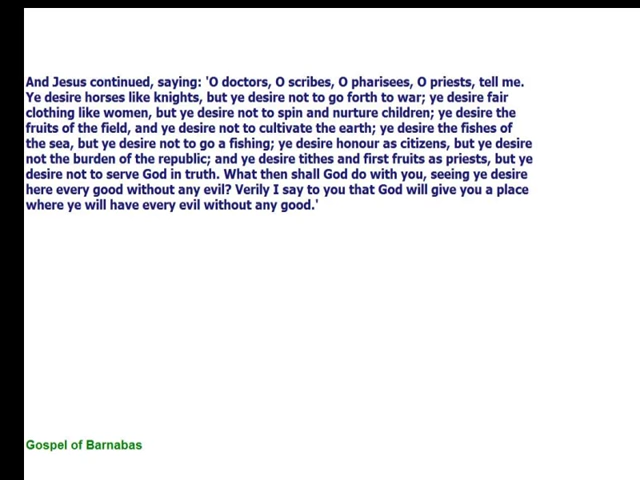 And Jesus continued, saying: 'O doctors, O scribes, O pharisees, O priests, tell me.
Ye desire horses like knights, but ye desire not to go forth to war; ye desire fair
clothing like women, but ye desire not to spin and nurture children; ye desire the
fruits of the field, and ye desire not to cultivate the earth; ye desire the fishes of
the sea, but ye desire not to go a fishing; ye desire honour as citizens, but ye desire
not the burden of the republic; and ye desire tithes and first fruits as priests, but ye
desire not to serve God in truth. What then shall God do with you, seeing ye desire
here every good without any evil? Verily I say to you that God will give you a place
where ye will have every evil without any good.'
Gospel of Barnabas